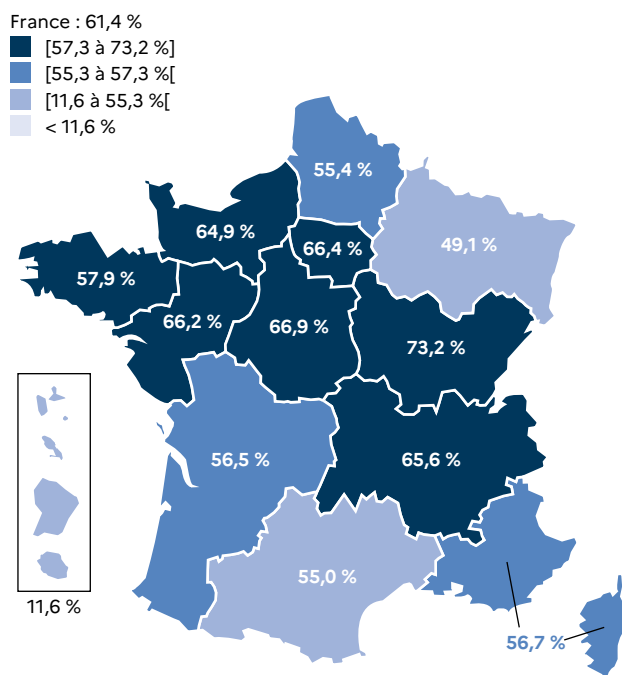 France : 61,4 %
[57,3 à 73,2 %]
[55,3 à 57,3 %[
[11,6 à 55,3 %[
< 11,6 %
55,4 %
64,9 %
66,4 %
49,1 %
57,9 %
66,2 %
66,9 %
73,2 %
56,5 %
65,6 %
55,0 %
11,6 %
56,7 %